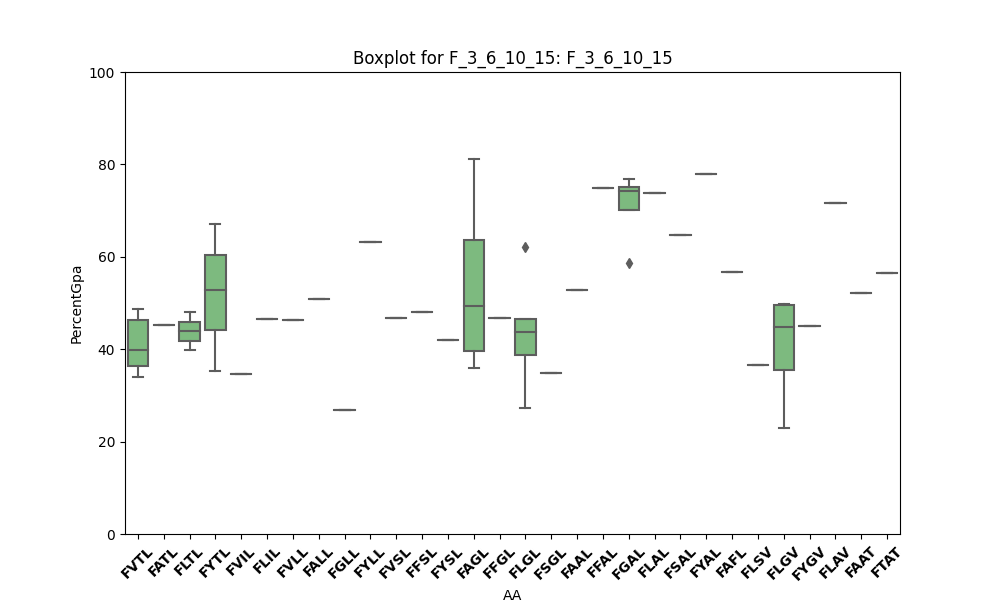 Boxplot for F_3_6_10_15: F_3_6_10_15
100
80
60
40
20
0
PercentGpa
FVTL FATL FLTL FYTL FVIL FLIL FVLL FALL FGLL FYLL FVSL FFSL FYSL FAGL FFGL FLGL FSGL FAAL FFAL FGAL FLAL FSAL FYAL FAFL FLSV FLGV FYGV FLAV FAAT FTAT
AA